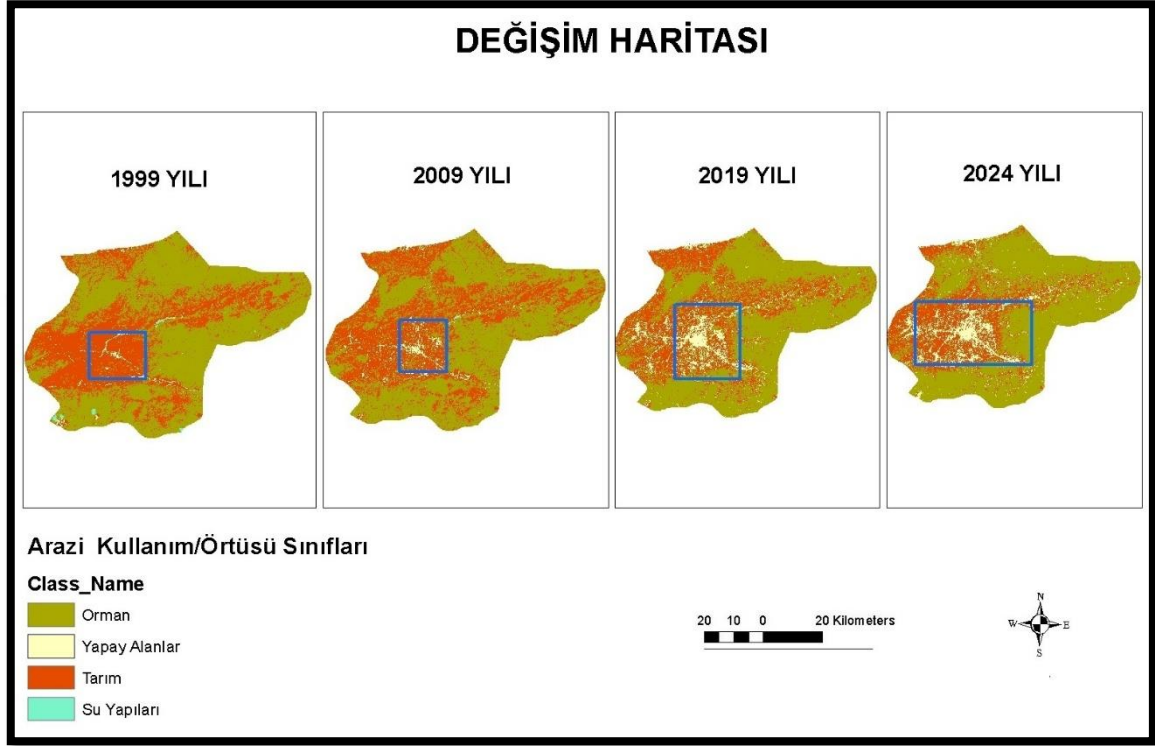 DEĞİŞİM HARİTASI
1999 YILI
2009 YILI
2019 YILI
2024 YILI
Arazi Kullanım/Örtüsü Sınıfları
Class_Name
Orman
Yapay Alanlar
Tarım
Su Yapıları
20 10 0 20 Kilometers
N
W E
S